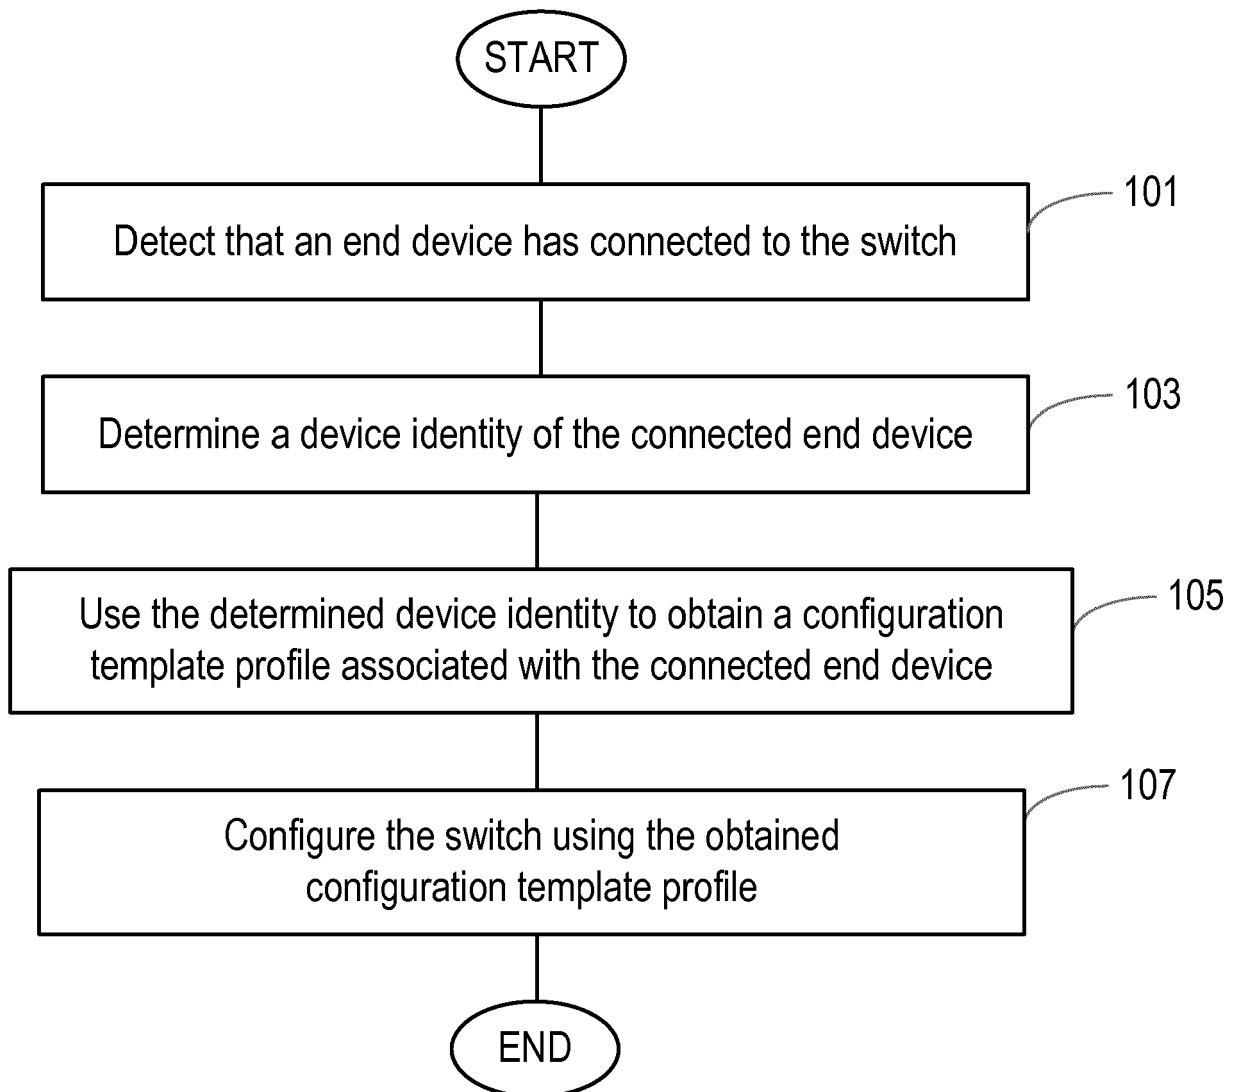 START
101
Detect that an end device has connected to the switch
103
Determine a device identity of the connected end device
105
Use the determined device identity to obtain a configuration
template profile associated with the connected end device
107
Configure the switch using the obtained
configuration template profile
END